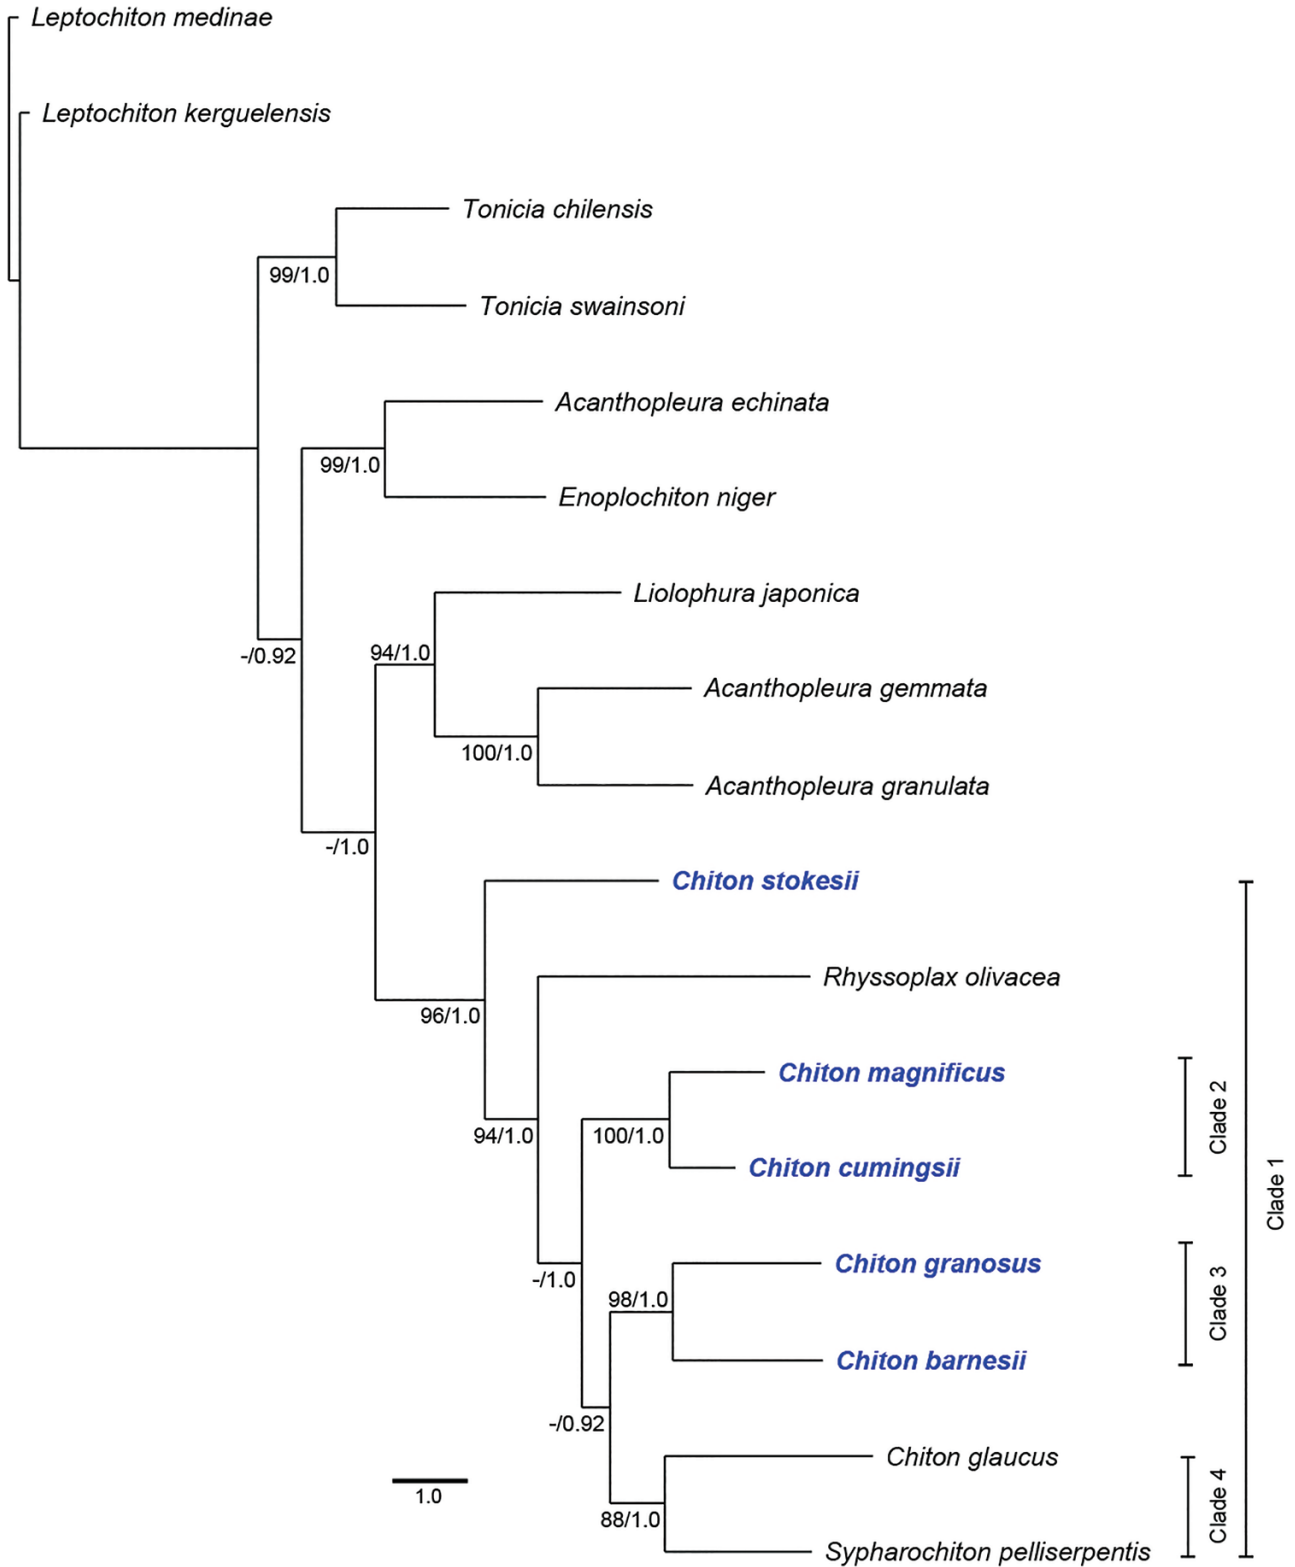 Leptochiton medinae
Leptochiton kerguelensis
Tonicia chilensis
99/1.0
Tonicia swainsoni
Acanthopleura echinata
99/1.0
Enoplochiton niger
Liolophura japonica
-/0.92
94/1.0
Acanthopleura gemmata
100/1.0
Acanthopleura granulata
-/1.0
Chiton stokesii
Rhyssoplax olivacea
96/1.0
Chiton magnificus
Clade 2
94/1.0
100/1.0
Chiton cumingsii
Clade 1
Chiton granosus
-/1.0
98/1.0
Clade 3
Chiton barnesii
-/0.92
Chiton glaucus
1.0
Clade 4
88/1.0
Sypharochiton pelliserpentis